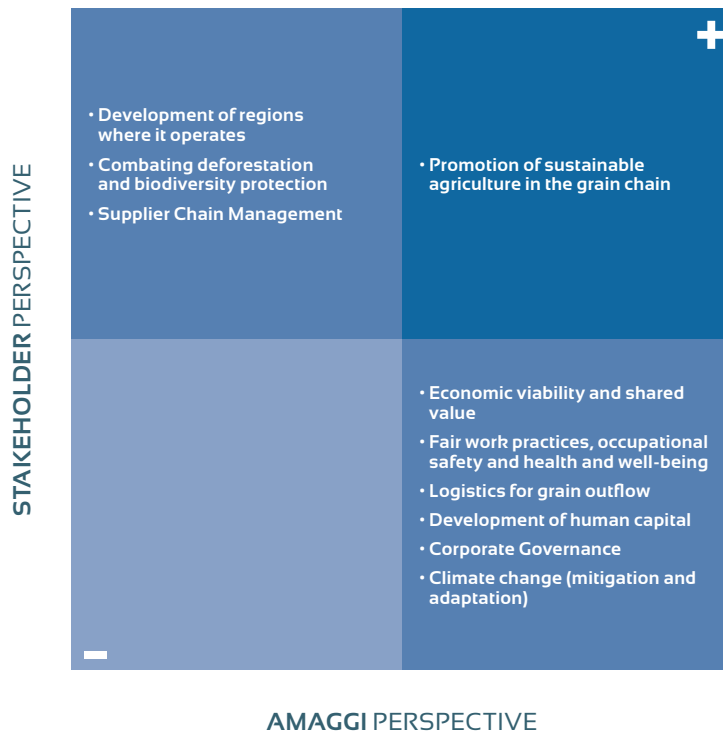 +
• Development of regions
where it operates
• Combating deforestation
and biodiversity protection
• Supplier Chain Management
• Promotion of sustainable
agriculture in the grain chain
STAKEHOLDER PERSPECTIVE
• Economic viability and shared
value
• Fair work practices, occupational
safety and health and well-being
• Logistics for grain outflow
• Development of human capital
• Corporate Governance
• Climate change (mitigation and
adaptation)
–
AMAGGI PERSPECTIVE